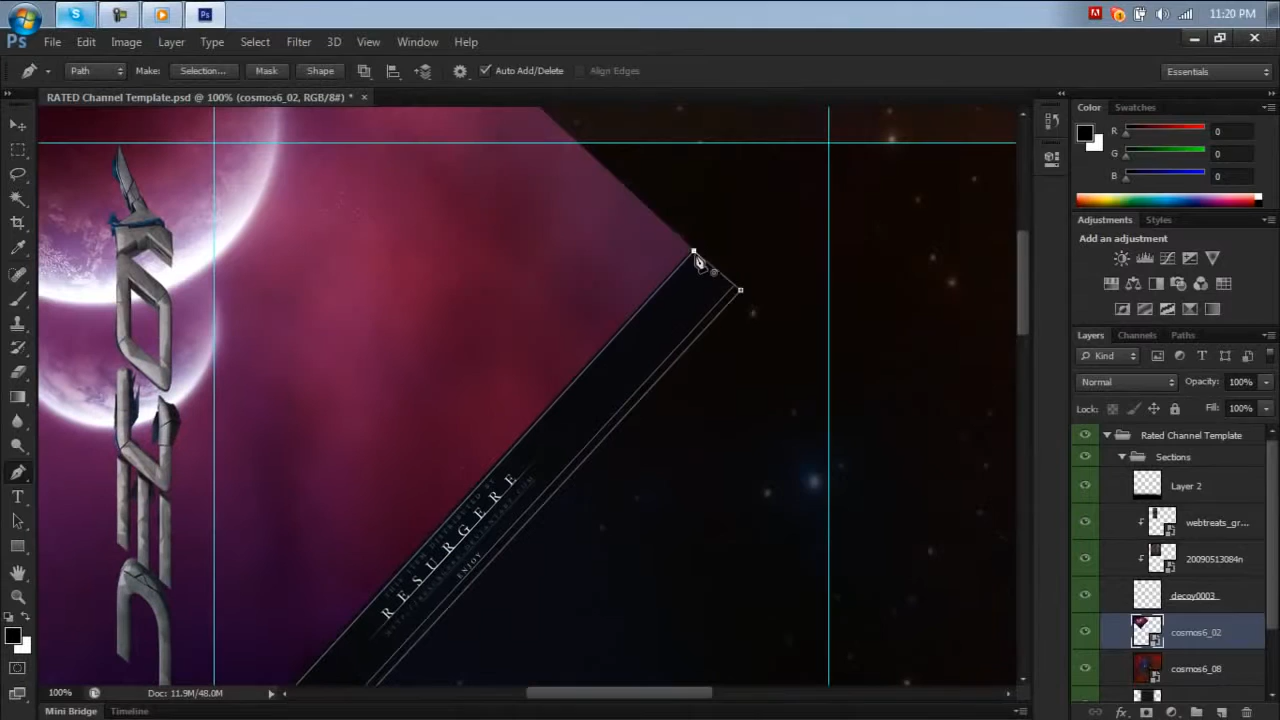 11:20 PM
Ps File Edit Image Layer Type Select Filter 3D View Window Help
Path Make: Selection... Mask Shape Auto Add/Delete Align Edges Essentials
RATED Channel Template.psd @ 100% (cosmos6_02, RGB/8#) * ×
Color Swatches
R 0
G 0
B 0
Adjustments Styles
Add an adjustment
Layers Channels Paths
Kind
Normal Opacity: 100%
Lock: Fill: 100%
Rated Channel Template
Sections
Layer 2
webtreats_gr...
20090513084n
decoy0003
cosmos6_02
cosmos6_08
RESURGERE
ENJOY
100% Doc: 11.9M/48.0M
Mini Bridge Timeline